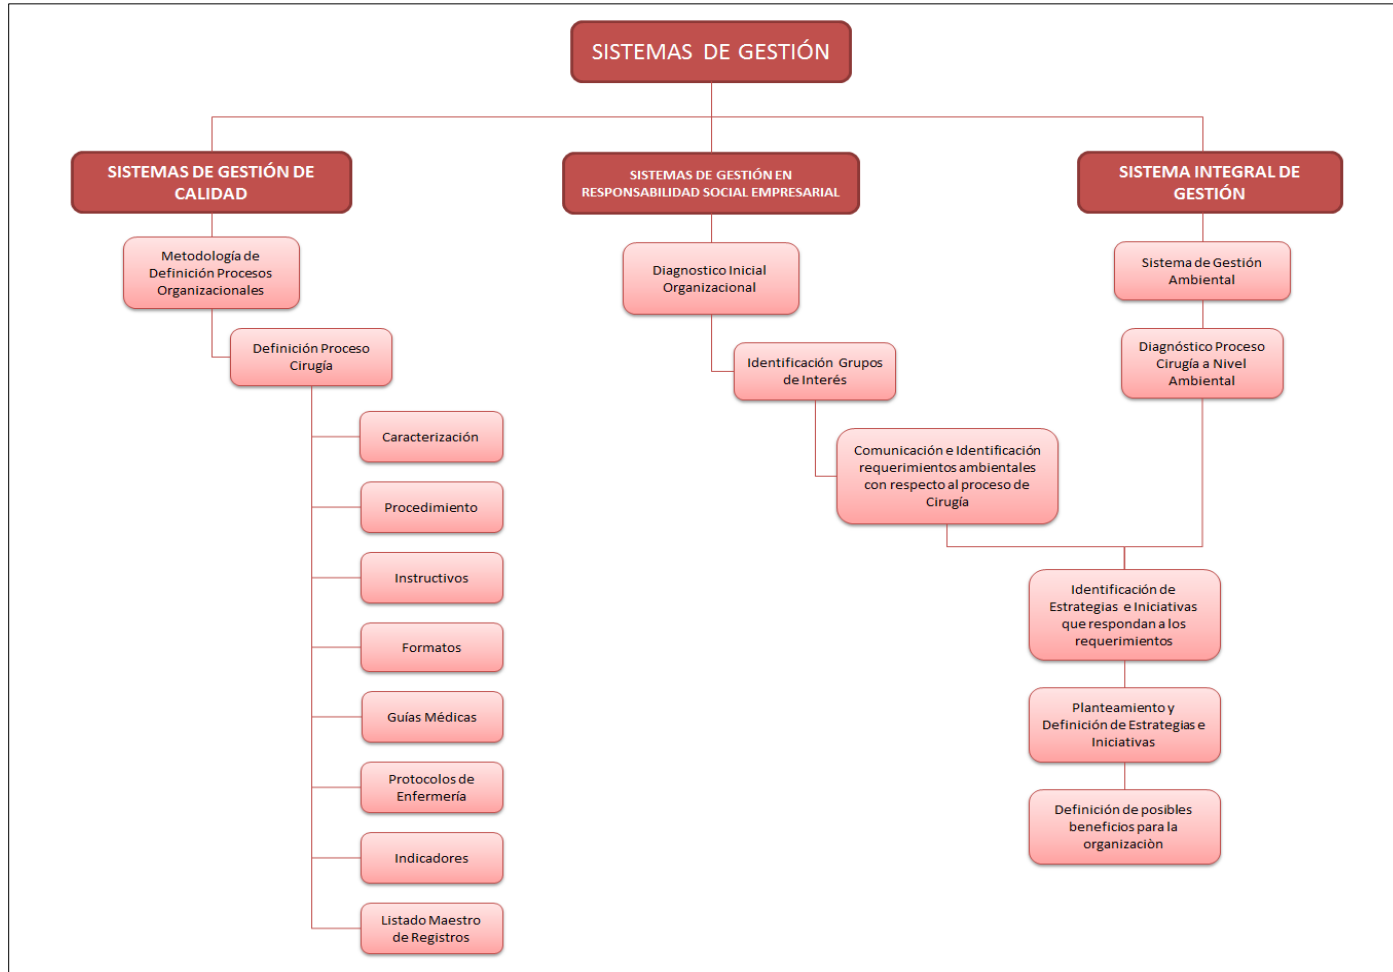 SISTEMAS DE GESTIÓN
SISTEMAS DE GESTIÓN DE
CALIDAD
Metodología de
Definición Procesos
Organizacionales
Definición Proceso
Cirugía
Caracterización
Procedimiento
Instructivos
Formatos
Guías Médicas
Protocolos de
Enfermería
Indicadores
Listado Maestro
de Registros
SISTEMAS DE GESTIÓN EN
RESPONSABILIDAD SOCIAL EMPRESARIAL
Diagnostico Inicial
Organizacional
Identificación Grupos
de Interés
Comunicación e Identificación
requerimientos ambientales
con respecto al proceso de
Cirugía
SISTEMA INTEGRAL DE
GESTIÓN
Sistema de Gestión
Ambiental
Diagnóstico Proceso
Cirugía a Nivel
Ambiental
Identificación de
Estrategias e Iniciativas
que respondan a los
requerimientos
Planteamiento y
Definición de Estrategias e
Iniciativas
Definición de posibles
beneficios para la
organizaciòn